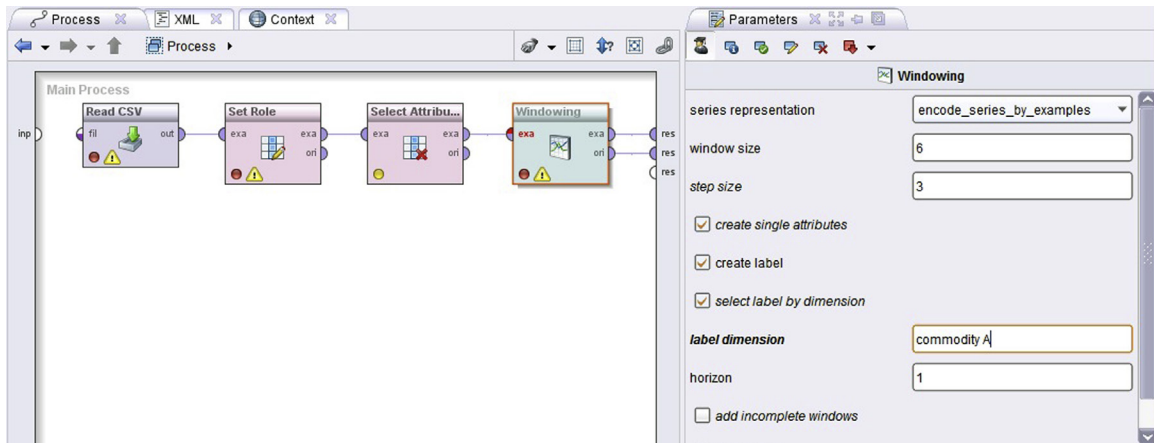 Process
XML
Context
Parameters
Process
Windowing
Main Process
Read CSV
Set Role
Select Attribu...
Windowing
inp
fil
out
exa
exa
ori
exa
exa
ori
exa
exa
ori
res
res
res
series representation
encode_series_by_examples
window size
6
step size
3
create single attributes
create label
select label by dimension
label dimension
commodity A
horizon
1
add incomplete windows